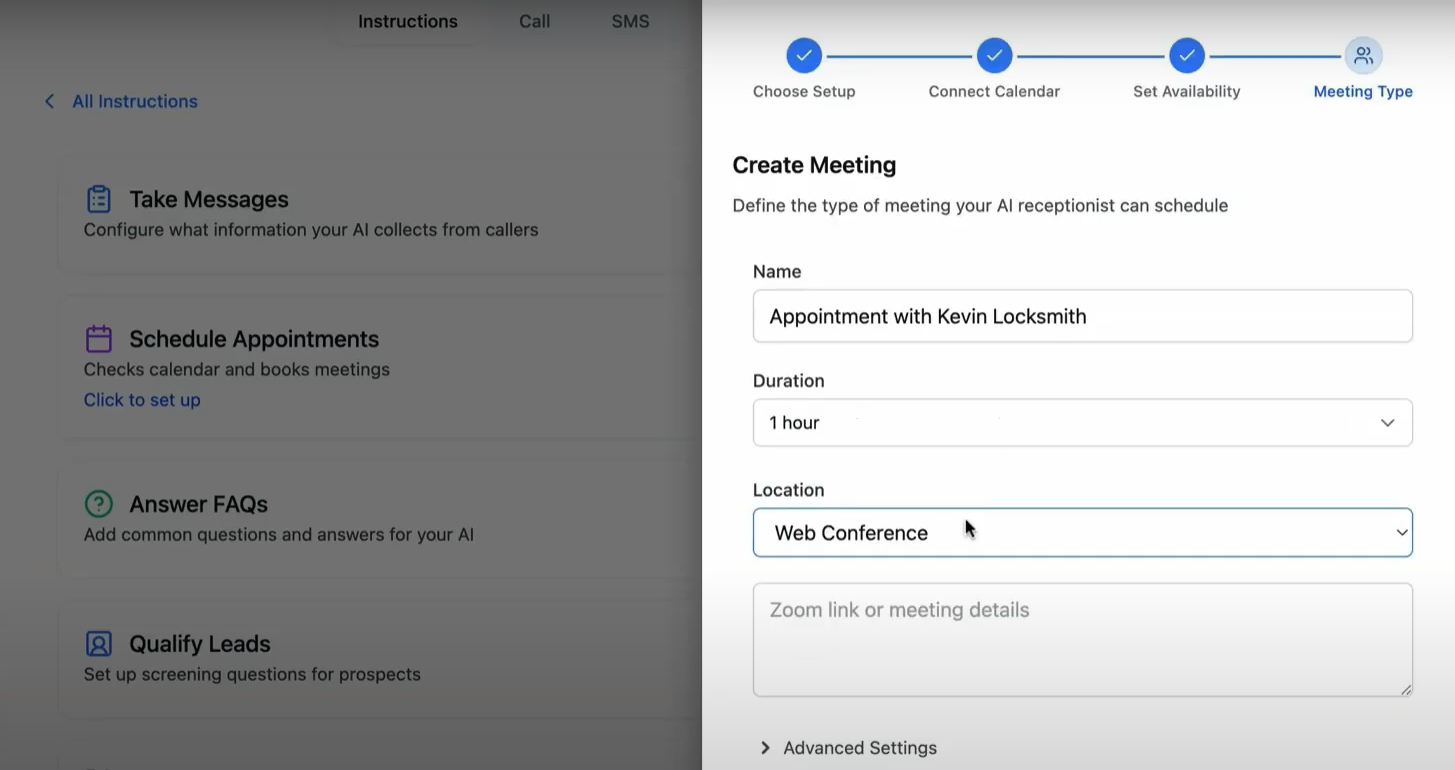 Instructions
Call
SMS
All Instructions
Take Messages
Configure what information your AI collects from callers
Schedule Appointments
Checks calendar and books meetings
Click to set up
Answer FAQs
Add common questions and answers for your AI
Qualify Leads
Set up screening questions for prospects
Choose Setup
Connect Calendar
Set Availability
Meeting Type
Create Meeting
Define the type of meeting your AI receptionist can schedule
Name
Appointment with Kevin Locksmith
Duration
1 hour
Location
Web Conference
Zoom link or meeting details
Advanced Settings